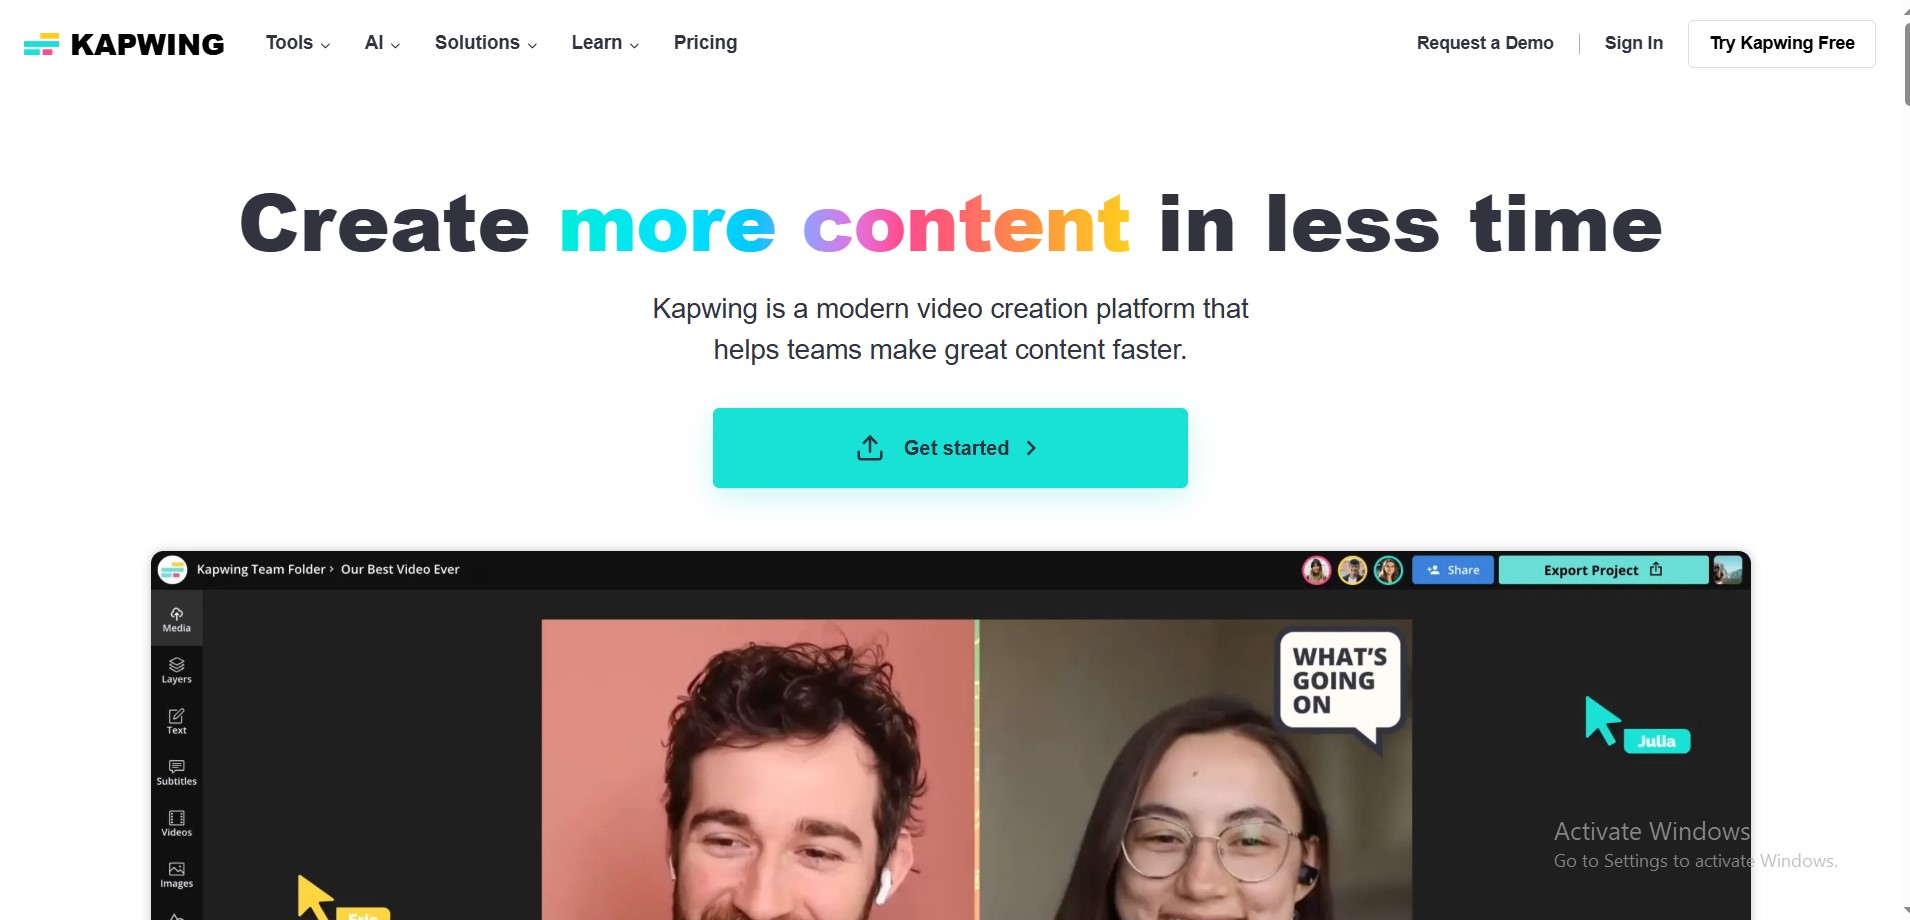 KAPWING
Tools
AI
Solutions
Learn
Pricing
Request a Demo
Sign In
Try Kapwing Free
Create more content in less time
Kapwing is a modern video creation platform that
helps teams make great content faster.
Get started
Kapwing Team Folder › Our Best Video Ever
Share
Export Project
Media
Layers
Text
Subtitles
Videos
Images
WHAT'S
GOING
ON
Julia
Eric
Activate Windows
Go to Settings to activate Windows.